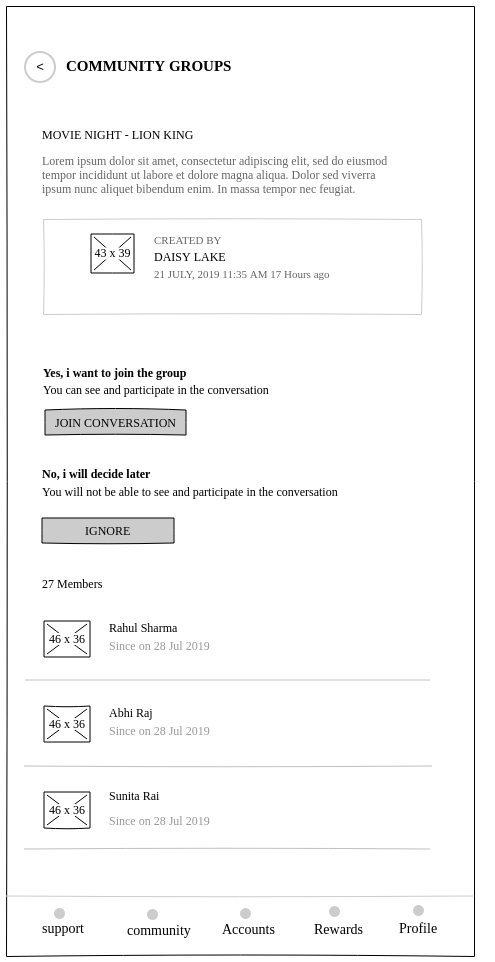 < COMMUNITY GROUPS
MOVIE NIGHT - LION KING
Lorem ipsum dolor sit amet, consectetur adipiscing elit, sed do eiusmod
tempor incididunt ut labore et dolore magna aliqua. Dolor sed viverra
ipsum nunc aliquet bibendum enim. In massa tempor nec feugiat.
43 x 39
CREATED BY
DAISY LAKE
21 JULY, 2019 11:35 AM 17 Hours ago
Yes, i want to join the group
You can see and participate in the conversation
JOIN CONVERSATION
No, i will decide later
You will not be able to see and participate in the conversation
IGNORE
27 Members
46 x 36
Rahul Sharma
Since on 28 Jul 2019
46 x 36
Abhi Raj
Since on 28 Jul 2019
46 x 36
Sunita Rai
Since on 28 Jul 2019
support community Accounts Rewards Profile